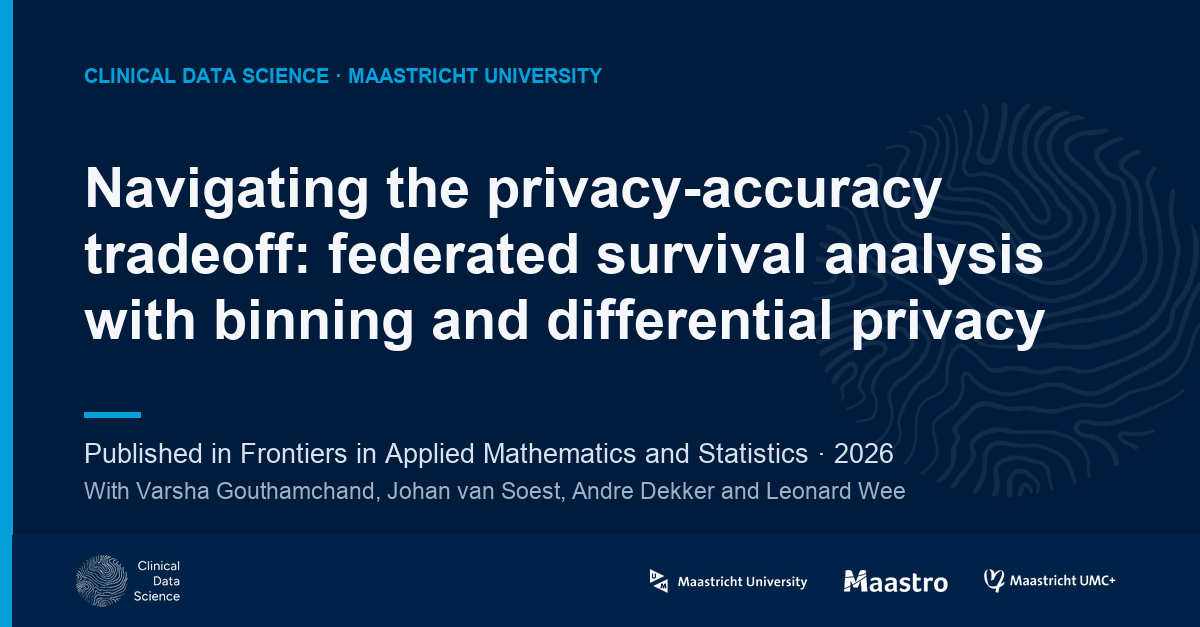 CLINICAL DATA SCIENCE · MAASTRICHT UNIVERSITY
Navigating the privacy-accuracy
tradeoff: federated survival analysis
with binning and differential privacy
Published in Frontiers in Applied Mathematics and Statistics · 2026
With Varsha Gouthamchand, Johan van Soest, Andre Dekker and Leonard Wee
Clinical
Data
Science
UM Maastricht University
Maastro
Maastricht UMC+